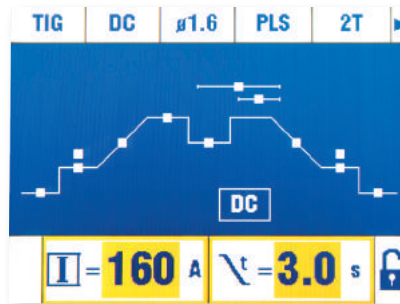 TIG DC ø1.6 PLS 2T
DC
I = 160 A t = 3.0 s